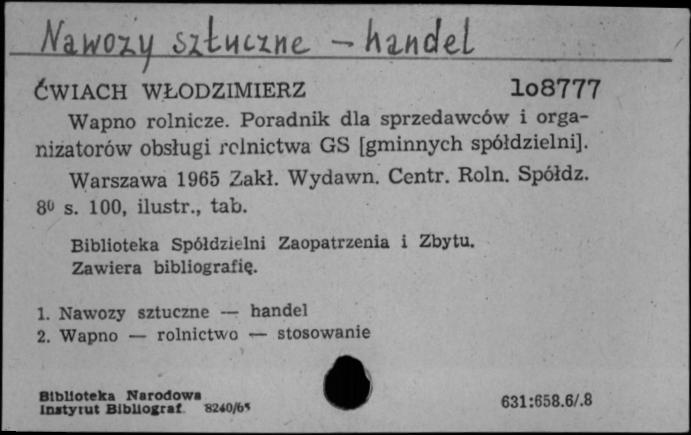 Nawozy sztuczne – handel
ĆWIACH WŁODZIMIERZ 1o8777
Wapno rolnicze. Poradnik dla sprzedawców i orga-
nizatorów obsługi rolnictwa GS [gminnych spółdzielni].
Warszawa 1965 Zakł. Wydawn. Centr. Roln. Spółdz.
8⁰ s. 100, ilustr., tab.
Biblioteka Spółdzielni Zaopatrzenia i Zbytu.
Zawiera bibliografię.
1. Nawozy sztuczne — handel
2. Wapno — rolnictwo — stosowanie
Biblioteka Narodowa
Instytut Bibliograf. 8240/65
631:658.6/.8